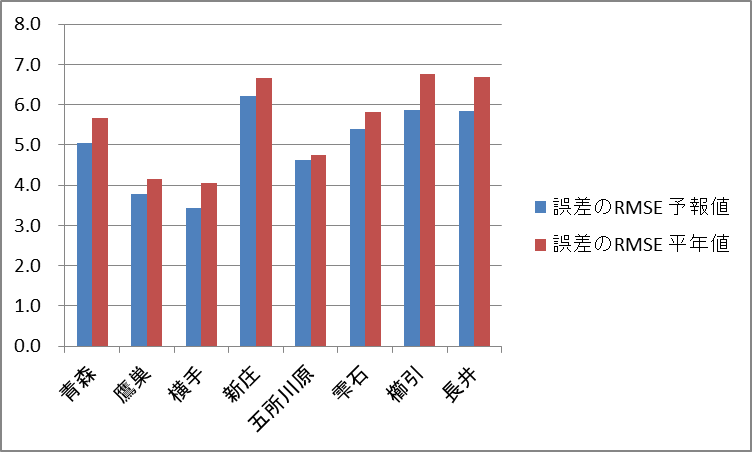 8.0
7.0
6.0
5.0
4.0
3.0
2.0
1.0
0.0
青森
鷹巣
横手
新庄
五所川原
雫石
櫛引
長井
誤差のRMSE 予報値
誤差のRMSE 平年値